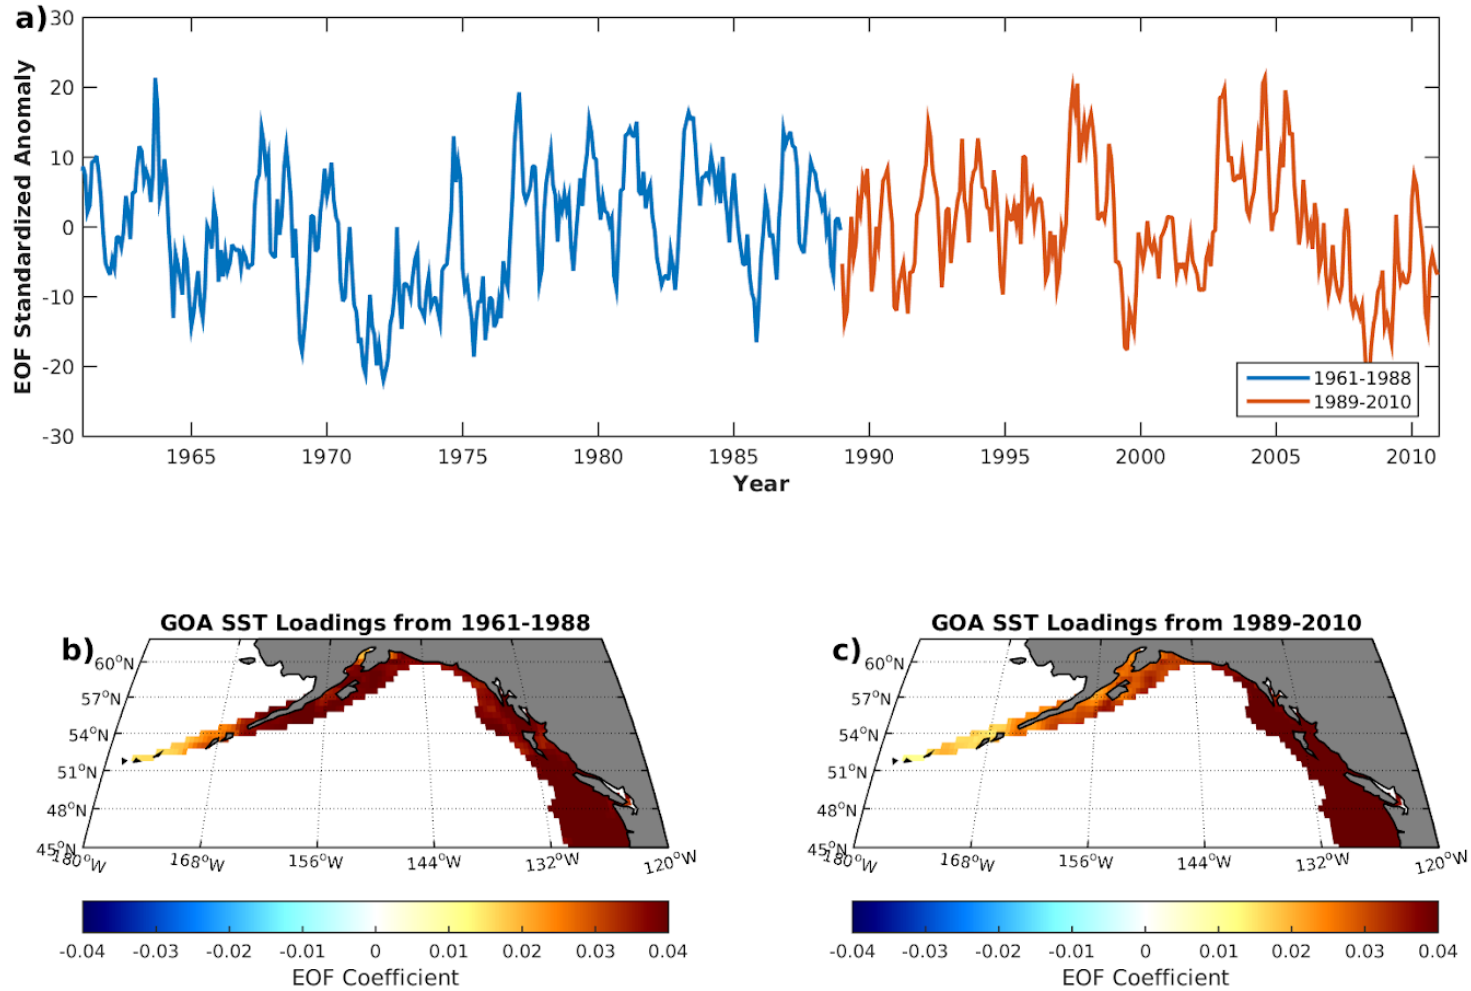 a)
30
20
10
0
-10
-20
-30
EOF Standardized Anomaly
1961-1988
1989-2010
1965 1970 1975 1980 1985 1990 1995 2000 2005 2010
Year
b)
GOA SST Loadings from 1961-1988
60°N
57°N
54°N
51°N
48°N
45°N
180°W 168°W 156°W 144°W 132°W 120°W
-0.04 -0.03 -0.02 -0.01 0 0.01 0.02 0.03 0.04
EOF Coefficient
c)
GOA SST Loadings from 1989-2010
60°N
57°N
54°N
51°N
48°N
45°N
180°W 168°W 156°W 144°W 132°W 120°W
-0.04 -0.03 -0.02 -0.01 0 0.01 0.02 0.03 0.04
EOF Coefficient